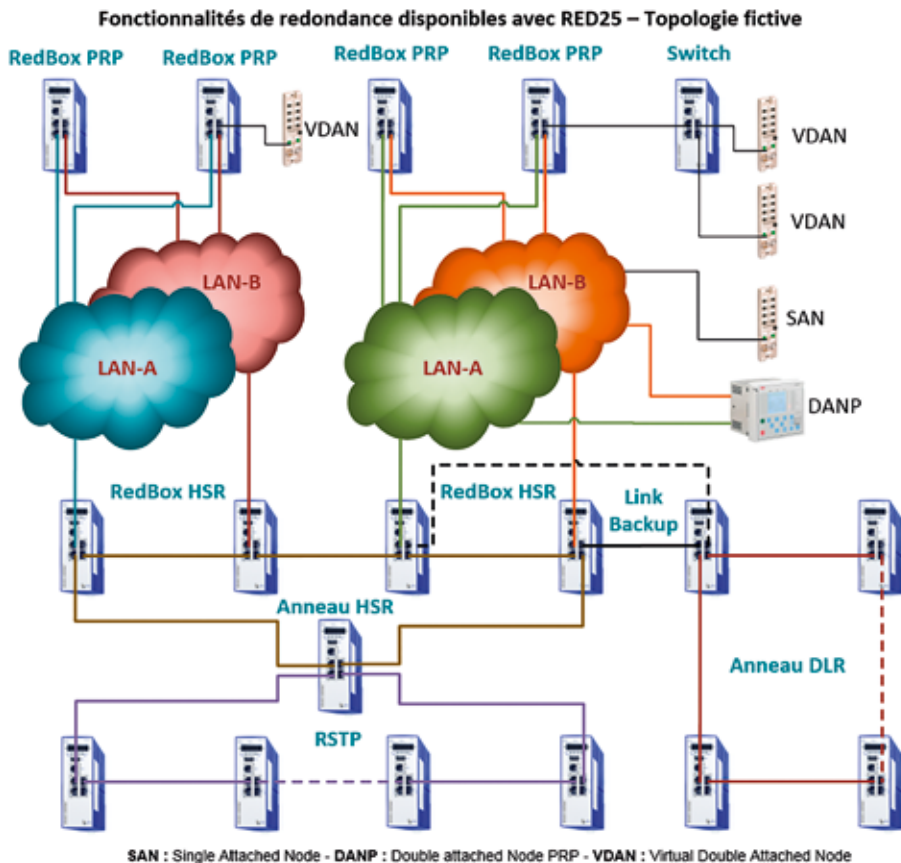 Fonctionnalités de redondance disponibles avec RED25 – Topologie fictive
RedBox PRP
RedBox PRP
RedBox PRP
RedBox PRP
Switch
VDAN
VDAN
VDAN
LAN-B
LAN-B
SAN
LAN-A
LAN-A
DANP
RedBox HSR
RedBox HSR
Link
Backup
Anneau HSR
Anneau DLR
RSTP
SAN : Single Attached Node - DANP : Double attached Node PRP - VDAN : Virtual Double Attached Node